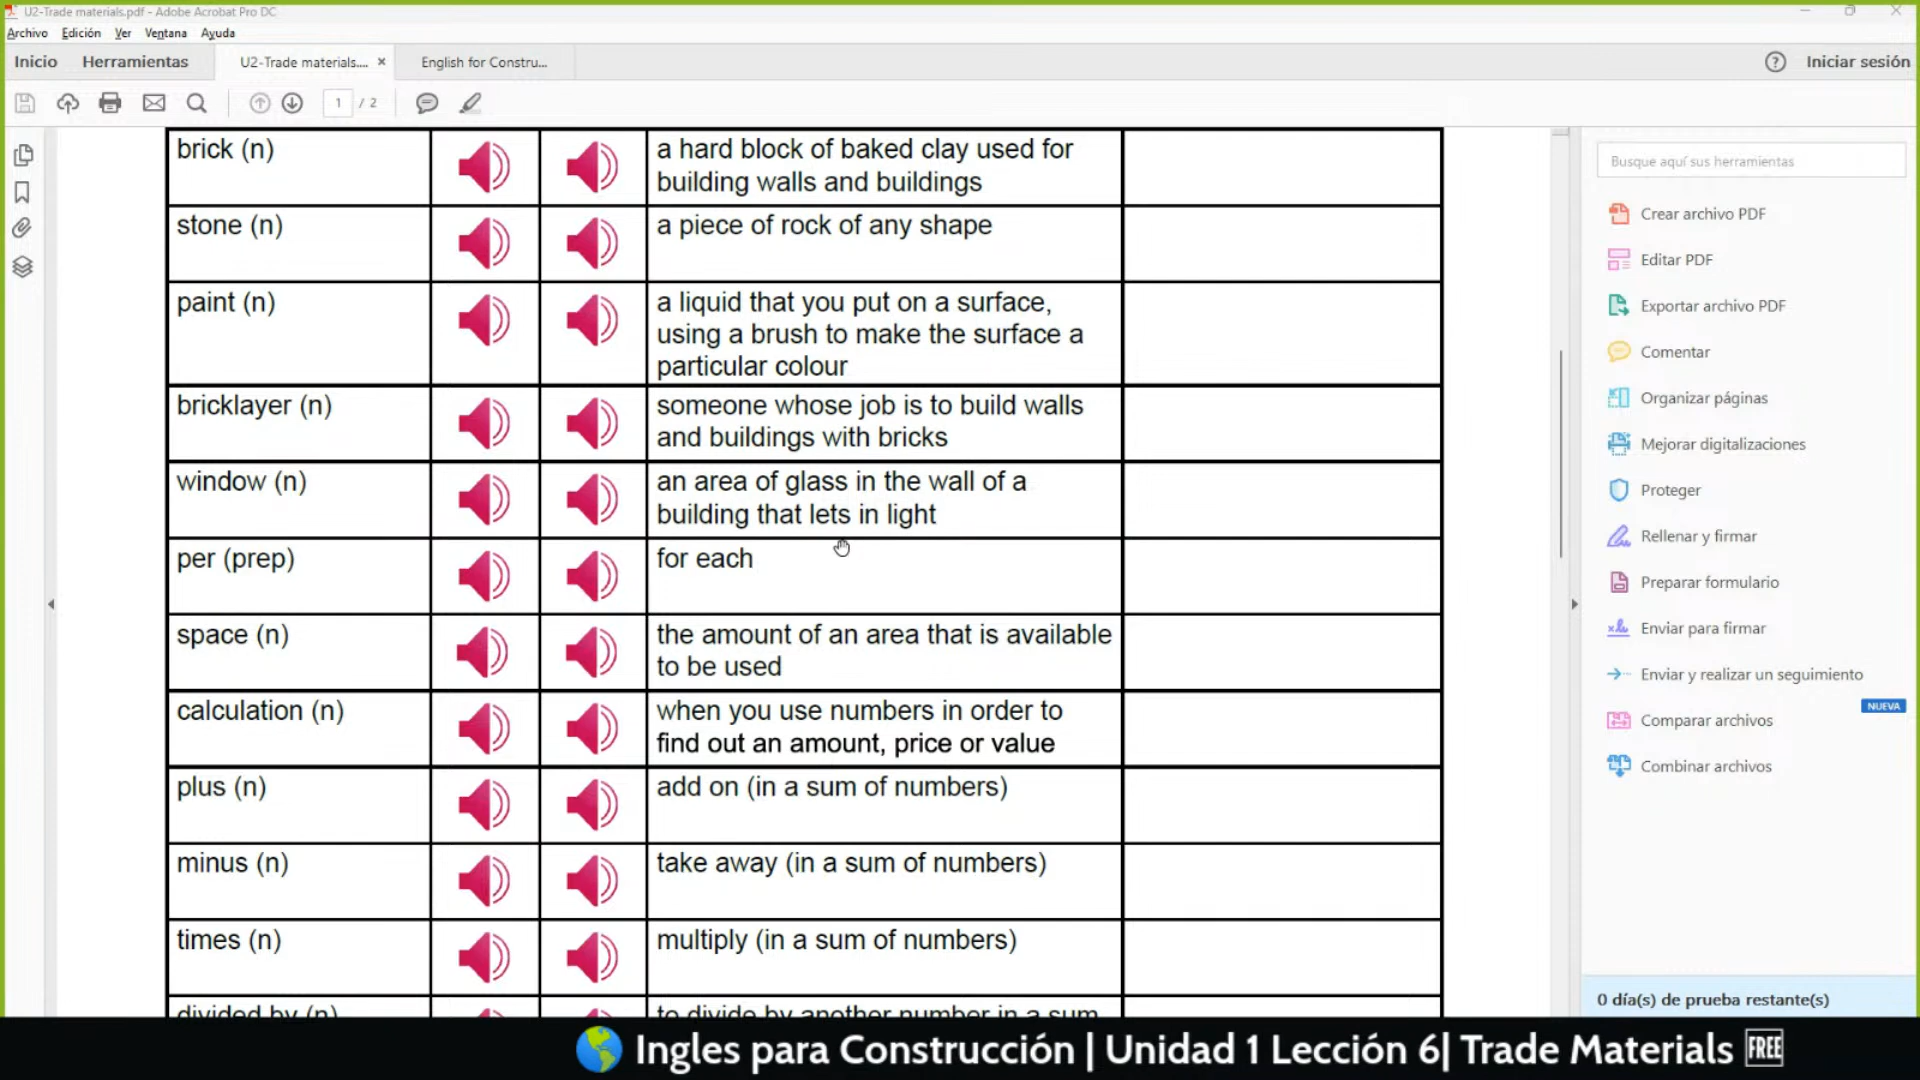 U2-Trade materials.pdf - Adobe Acrobat Pro DC
Archivo Edición Ver Ventana Ayuda
Inicio Herramientas U2-Trade materials.... × English for Constru... ? Iniciar sesión
1 / 2
Busque aquí sus herramientas
Crear archivo PDF
Editar PDF
Exportar archivo PDF
Comentar
Organizar páginas
Mejorar digitalizaciones
Proteger
Rellenar y firmar
Preparar formulario
Enviar para firmar
Enviar y realizar un seguimiento
NUEVA
Comparar archivos
Combinar archivos
0 día(s) de prueba restante(s)
brick (n) a hard block of baked clay used for
building walls and buildings
stone (n) a piece of rock of any shape
paint (n) a liquid that you put on a surface,
using a brush to make the surface a
particular colour
bricklayer (n) someone whose job is to build walls
and buildings with bricks
window (n) an area of glass in the wall of a
building that lets in light
per (prep) for each
space (n) the amount of an area that is available
to be used
calculation (n) when you use numbers in order to
find out an amount, price or value
plus (n) add on (in a sum of numbers)
minus (n) take away (in a sum of numbers)
times (n) multiply (in a sum of numbers)
divided by (n) to divide by another number in a sum
Ingles para Construcción | Unidad 1 Lección 6| Trade Materials FREE